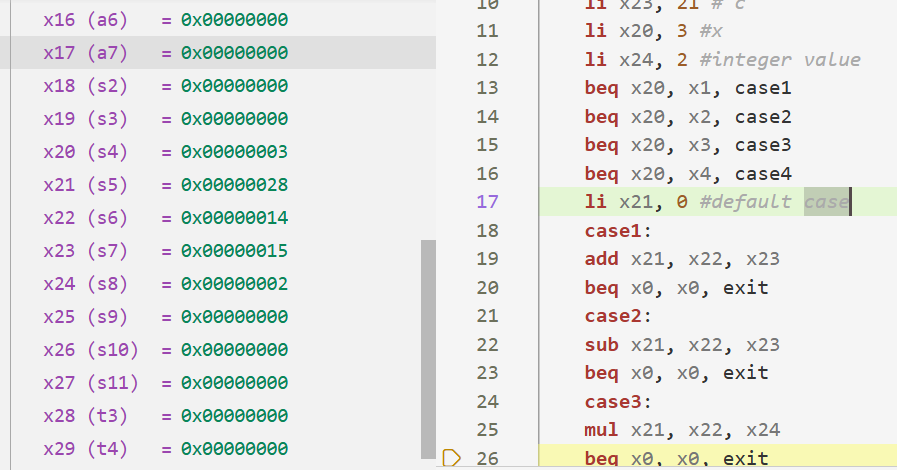 x16 (a6) = 0x00000000
x17 (a7) = 0x00000000
x18 (s2) = 0x00000000
x19 (s3) = 0x00000000
x20 (s4) = 0x00000003
x21 (s5) = 0x00000028
x22 (s6) = 0x00000014
x23 (s7) = 0x00000015
x24 (s8) = 0x00000002
x25 (s9) = 0x00000000
x26 (s10) = 0x00000000
x27 (s11) = 0x00000000
x28 (t3) = 0x00000000
x29 (t4) = 0x00000000
10 li x23, 21 # c
11 li x20, 3 #x
12 li x24, 2 #integer value
13 beq x20, x1, case1
14 beq x20, x2, case2
15 beq x20, x3, case3
16 beq x20, x4, case4
17 li x21, 0 #default case
18 case1:
19 add x21, x22, x23
20 beq x0, x0, exit
21 case2:
22 sub x21, x22, x23
23 beq x0, x0, exit
24 case3:
25 mul x21, x22, x24
26 beq x0, x0, exit